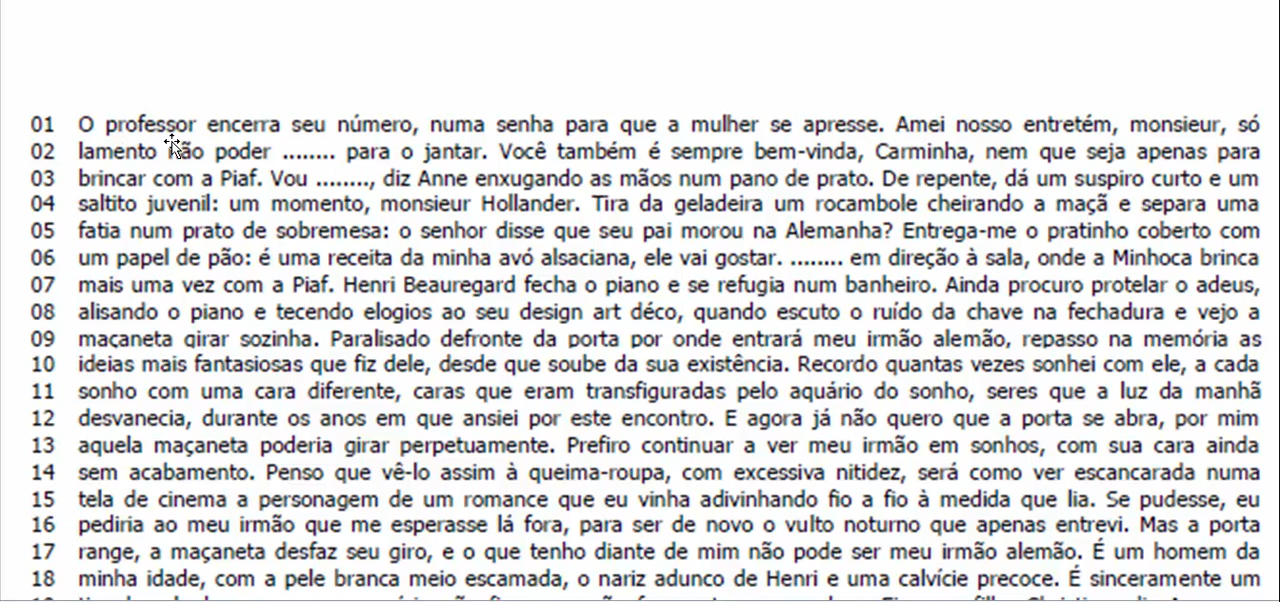 01 O professor encerra seu número, numa senha para que a mulher se apresse. Amei nosso entretém, monsieur, só
02 lamento não poder ........ para o jantar. Você também é sempre bem-vinda, Carminha, nem que seja apenas para
03 brincar com a Piaf. Vou ........, diz Anne enxugando as mãos num pano de prato. De repente, dá um suspiro curto e um
04 saltito juvenil: um momento, monsieur Hollander. Tira da geladeira um rocambole cheirando a maçã e separa uma
05 fatia num prato de sobremesa: o senhor disse que seu pai morou na Alemanha? Entrega-me o pratinho coberto com
06 um papel de pão: é uma receita da minha avó alsaciana, ele vai gostar. ........ em direção à sala, onde a Minhoca brinca
07 mais uma vez com a Piaf. Henri Beauregard fecha o piano e se refugia num banheiro. Ainda procuro protelar o adeus,
08 alisando o piano e tecendo elogios ao seu design art déco, quando escuto o ruído da chave na fechadura e vejo a
09 maçaneta girar sozinha. Paralisado defronte da porta por onde entrará meu irmão alemão, repasso na memória as
10 ideias mais fantasiosas que fiz dele, desde que soube da sua existência. Recordo quantas vezes sonhei com ele, a cada
11 sonho com uma cara diferente, caras que eram transfiguradas pelo aquário do sonho, seres que a luz da manhã
12 desvanecia, durante os anos em que ansiei por este encontro. E agora já não quero que a porta se abra, por mim
13 aquela maçaneta poderia girar perpetuamente. Prefiro continuar a ver meu irmão em sonhos, com sua cara ainda
14 sem acabamento. Penso que vê-lo assim à queima-roupa, com excessiva nitidez, será como ver escancarada numa
15 tela de cinema a personagem de um romance que eu vinha adivinhando fio a fio à medida que lia. Se pudesse, eu
16 pediria ao meu irmão que me esperasse lá fora, para ser de novo o vulto noturno que apenas entrevi. Mas a porta
17 range, a maçaneta desfaz seu giro, e o que tenho diante de mim não pode ser meu irmão alemão. É um homem da
18 minha idade, com a pele branca meio escamada, o nariz adunco de Henri e uma calvície precoce. É sinceramente um